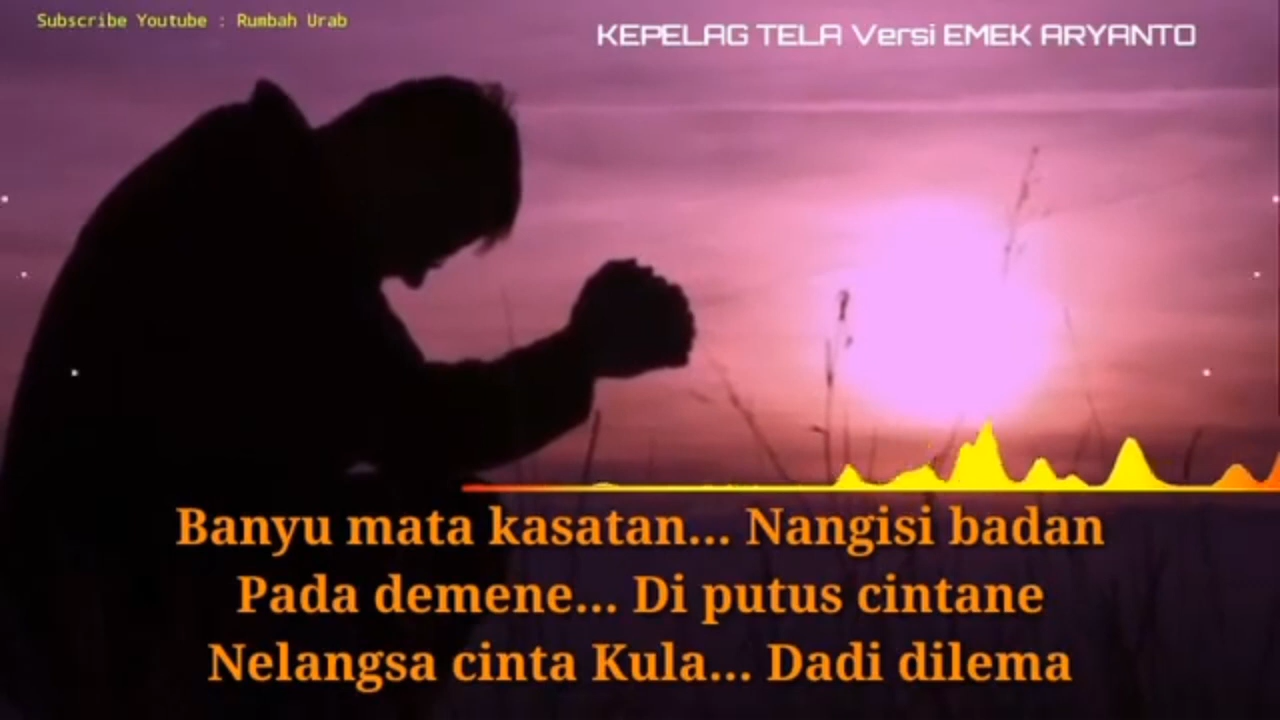 Subscribe Youtube : Rumbah Urab
KEPELAG TELA Versi EMEK ARYANTO
Banyu mata kasatan... Nangisi badan
Pada demene... Di putus cintane
Nelangsa cinta Kula... Dadi dilema